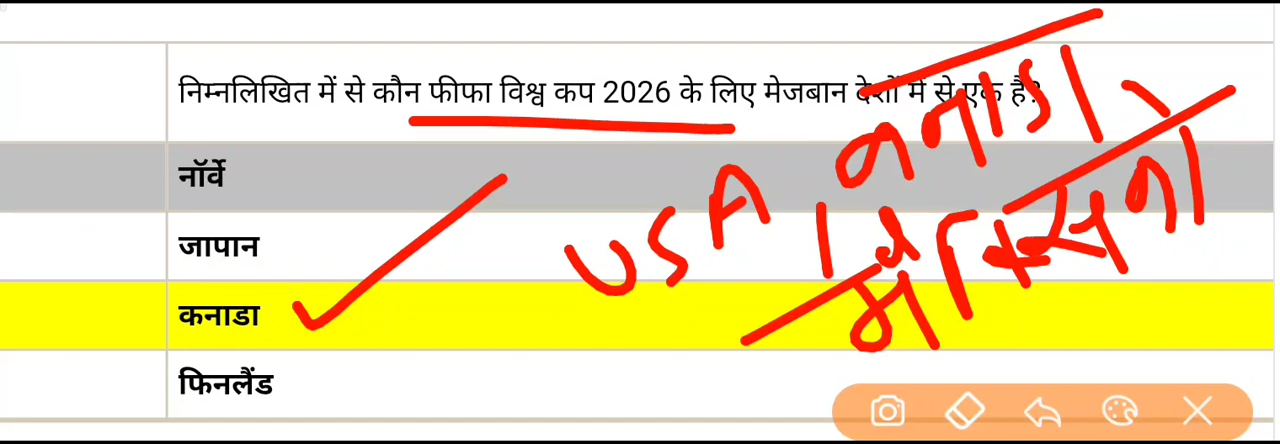 निम्नलिखित में से कौन फीफा विश्व कप 2026 के लिए मेजबान देशों में से एक है?
नॉर्वे
जापान
कनाडा
फिनलैंड
USA, कनाडा
व मैक्सिको